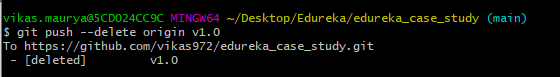 vikas.maurya@5CD024CC9C MINGW64 ~/Desktop/Edureka/edureka_case_study (main)
$ git push --delete origin v1.0
To https://github.com/vikas972/edureka_case_study.git
 - [deleted]         v1.0